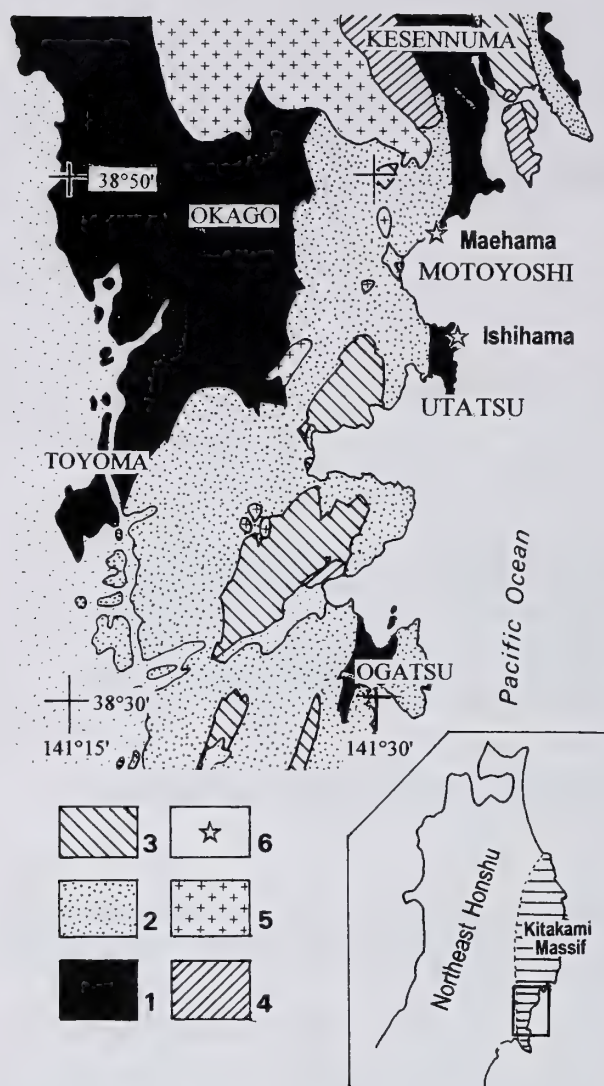 KESENNUMA
38°50'
OKAGO
Maehama
MOTOYOSHI
Ishihama
UTATSU
TOYOMA
Pacific Ocean
OGATSU
38°30'
141°15'
141°30'
3
6
2
5
1
4
Northeast Honshu
Kitakami
Massif